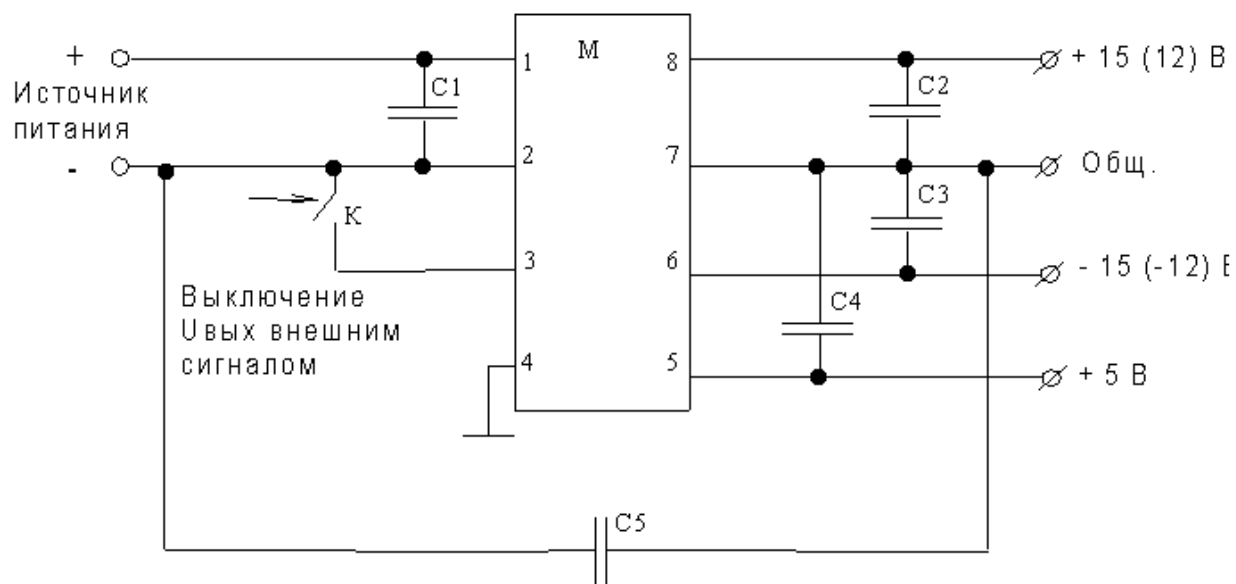 +
Источник
питания
-
C1
К
Выключение
Uвых внешним
сигналом
М
1
2
3
4
8
7
6
5
C2
C3
C4
C5
+ 15 (12) В
Общ.
- 15 (-12) В
+ 5 В